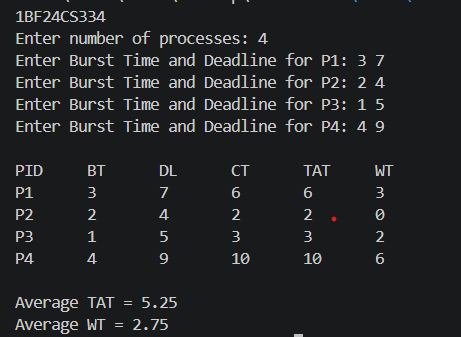 1BF24CS334
Enter number of processes: 4
Enter Burst Time and Deadline for P1: 3 7
Enter Burst Time and Deadline for P2: 2 4
Enter Burst Time and Deadline for P3: 1 5
Enter Burst Time and Deadline for P4: 4 9
PID BT DL CT TAT WT
P1 3 7 6 6 3
P2 2 4 2 2 0
P3 1 5 3 3 2
P4 4 9 10 10 6
Average TAT = 5.25
Average WT = 2.75